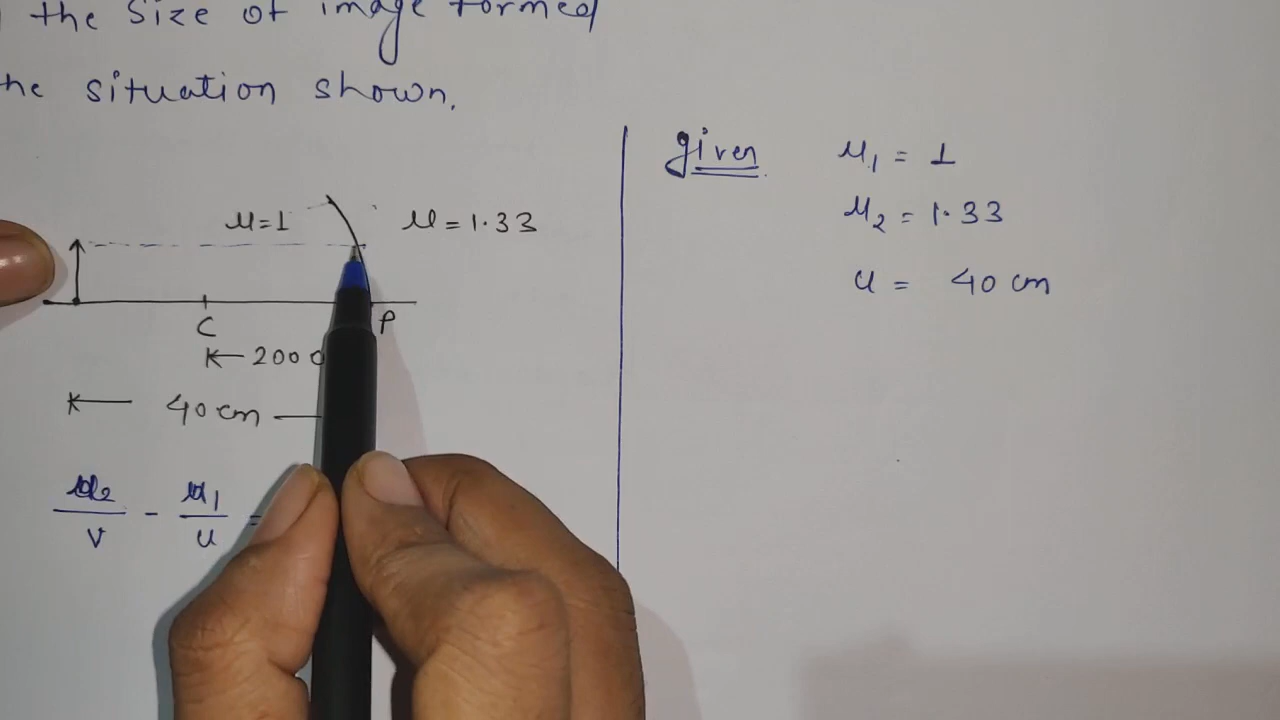 the size of image formed
he situation shown.
μ=1
μ = 1.33
C
P
200
40 cm
μ2/v - μ1/u =
given
μ1 = 1
μ2 = 1.33
u = 40 cm